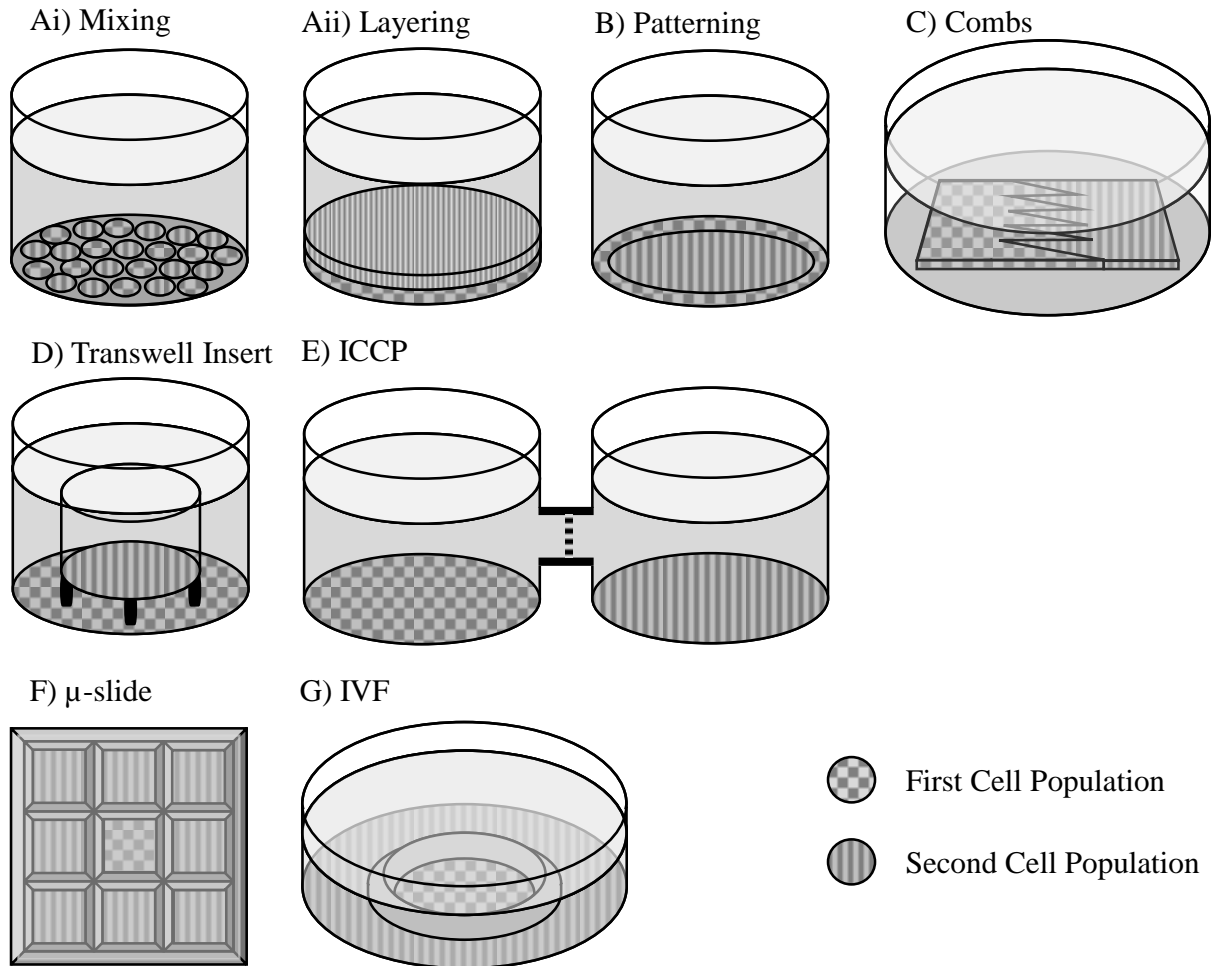 Ai) Mixing
Aii) Layering
B) Patterning
C) Combs
D) Transwell Insert
E) ICCP
F) µ-slide
G) IVF
First Cell Population
Second Cell Population